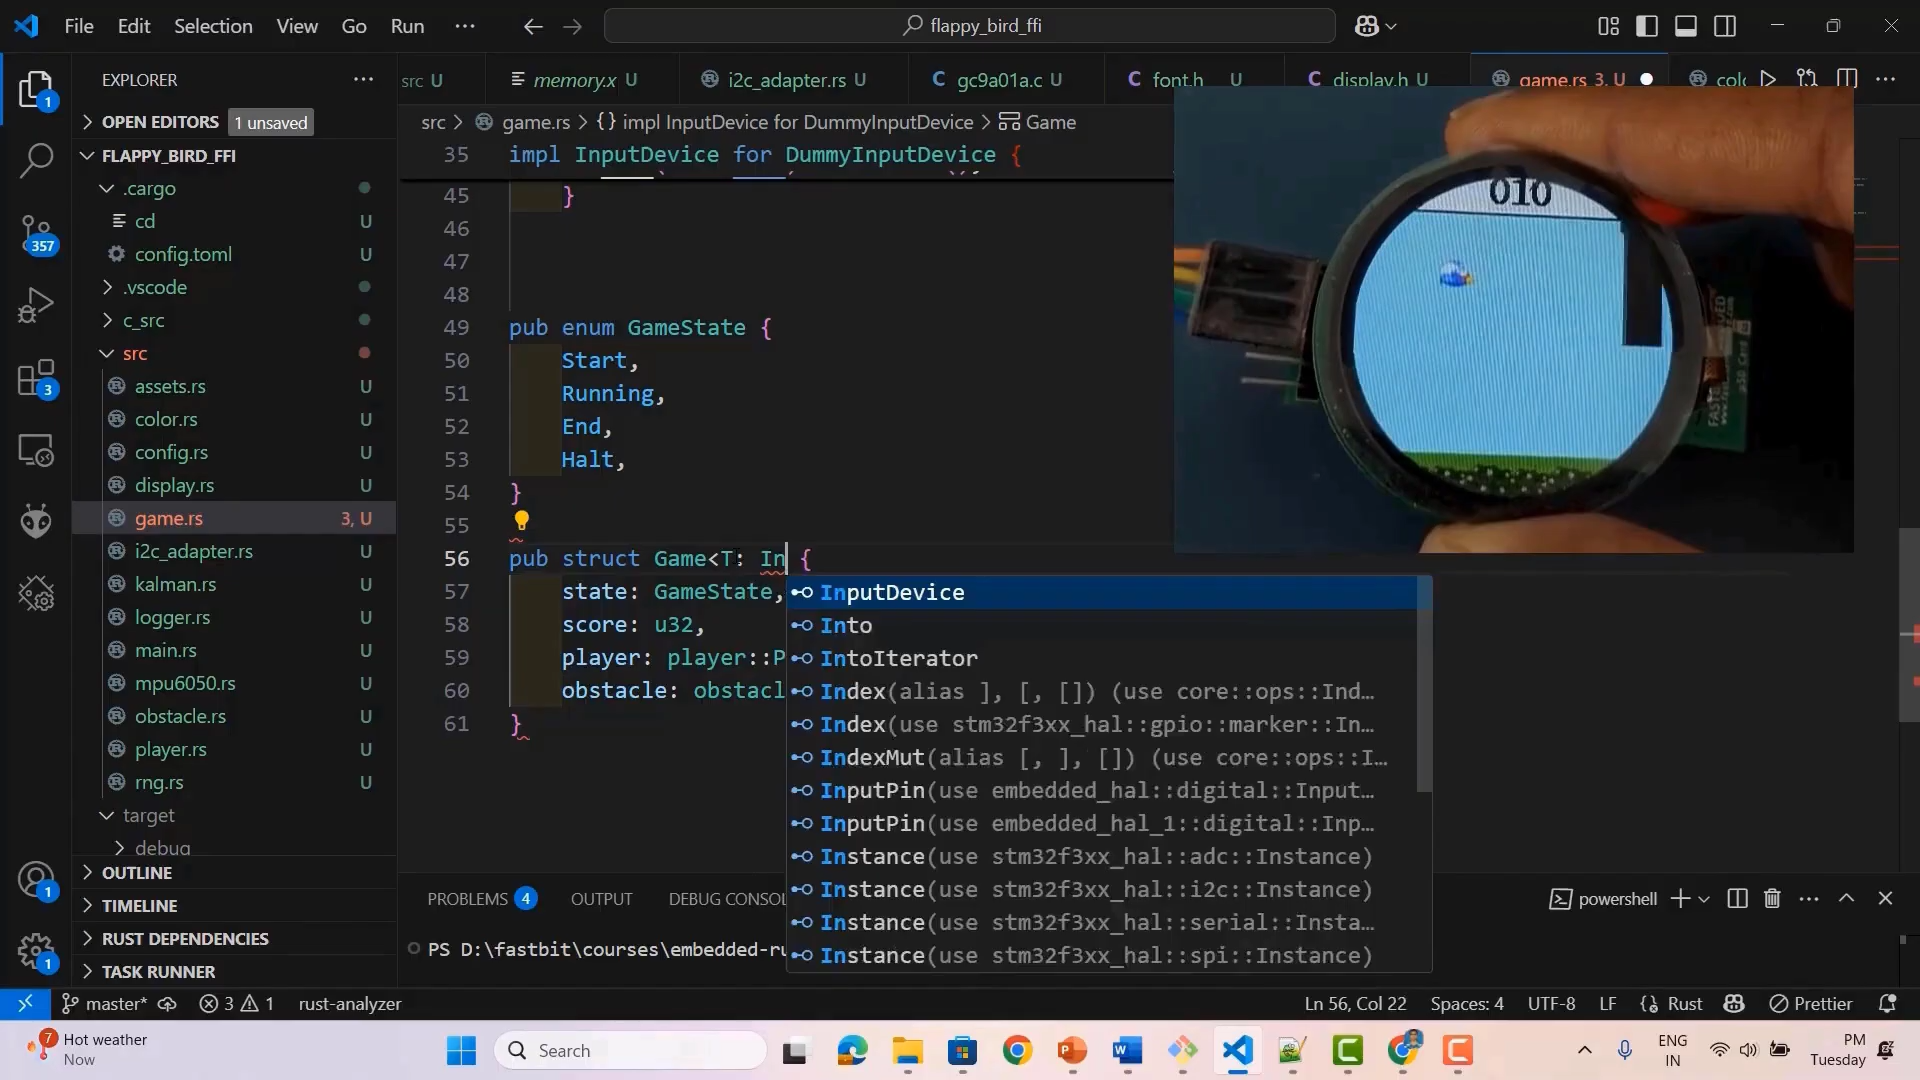 File Edit Selection View Go Run ··· flappy_bird_ffi
EXPLORER ···
OPEN EDITORS 1 unsaved
FLAPPY_BIRD_FFI
.cargo
cd U
config.toml U
.vscode
c_src
src
assets.rs U
color.rs U
config.rs U
display.rs U
game.rs 3, U
i2c_adapter.rs U
kalman.rs U
logger.rs U
main.rs U
mpu6050.rs U
obstacle.rs U
player.rs U
rng.rs U
target
debug
OUTLINE
TIMELINE
RUST DEPENDENCIES
TASK RUNNER
1
357
3
1
1
src U memory.x U i2c_adapter.rs U C gc9a01a.c U C font.h U C display.h U game.rs 3, U
src > game.rs > {} impl InputDevice for DummyInputDevice > Game
35 impl InputDevice for DummyInputDevice {
45 }
46
47
48
49 pub enum GameState {
50 Start,
51 Running,
52 End,
53 Halt,
54 }
55
56 pub struct Game<T: In {
57 state: GameState,
58 score: u32,
59 player: player::P
60 obstacle: obstacl
61 }
InputDevice
Into
IntoIterator
Index(alias ], [, []) (use core::ops::Ind…
Index(use stm32f3xx_hal::gpio::marker::In…
IndexMut(alias [, ], []) (use core::ops::I…
InputPin(use embedded_hal::digital::Input…
InputPin(use embedded_hal_1::digital::Inp…
Instance(use stm32f3xx_hal::adc::Instance)
Instance(use stm32f3xx_hal::i2c::Instance)
Instance(use stm32f3xx_hal::serial::Insta…
Instance(use stm32f3xx_hal::spi::Instance)
010
PROBLEMS 4 OUTPUT DEBUG CONSOL powershell
PS D:\fastbit\courses\embedded-ru
master* 3 1 rust-analyzer Ln 56, Col 22 Spaces: 4 UTF-8 LF {} Rust Prettier
7 Hot weather
Now
Search
ENG
IN
PM
Tuesday